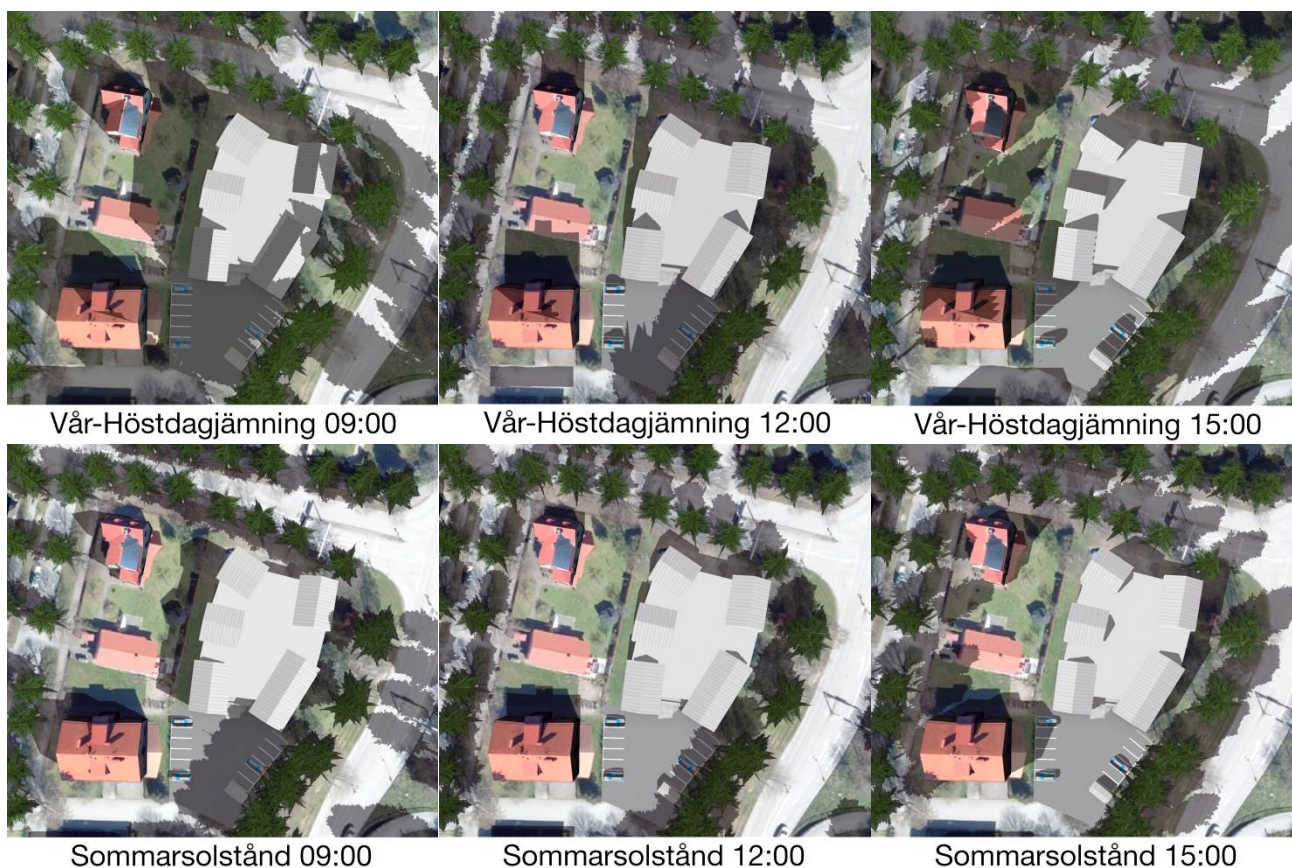 Vår-Höstdagjämning 09:00
Vår-Höstdagjämning 12:00
Vår-Höstdagjämning 15:00
Sommarsolstånd 09:00
Sommarsolstånd 12:00
Sommarsolstånd 15:00